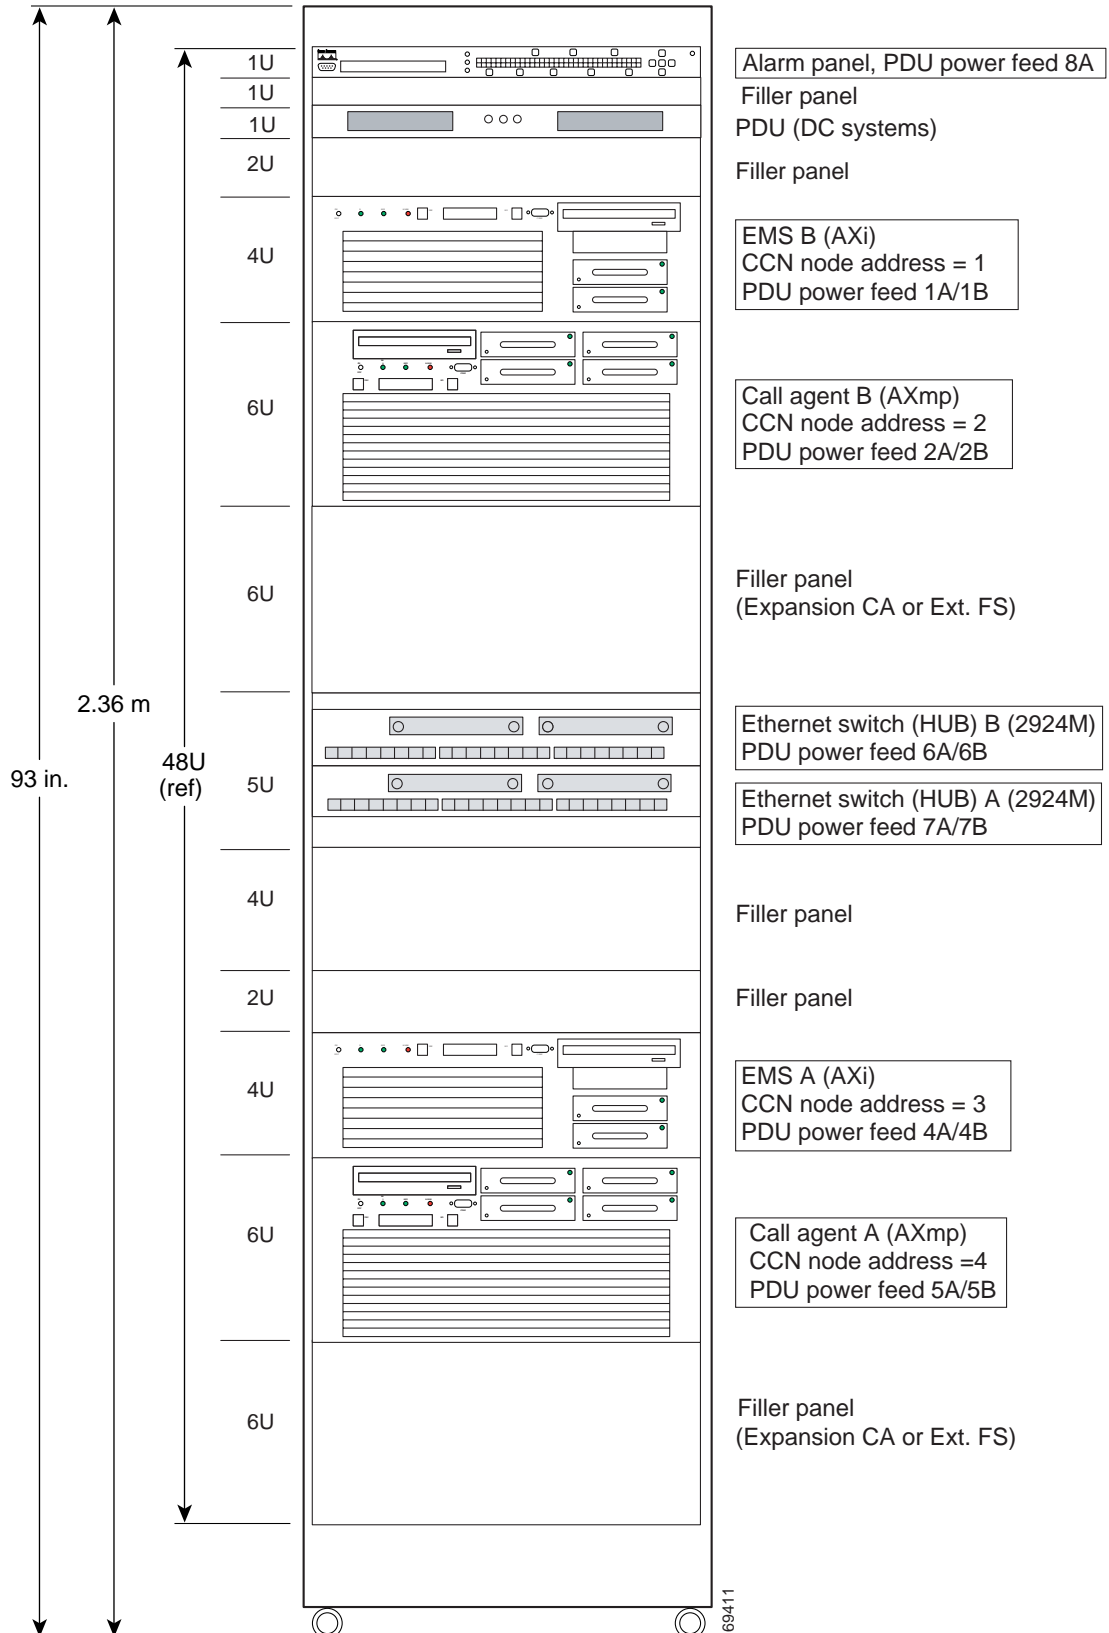 1U
Alarm panel, PDU power feed 8A
1U
Filler panel
1U
PDU (DC systems)
2U
Filler panel
4U
EMS B (AXi)
CCN node address = 1
PDU power feed 1A/1B
6U
Call agent B (AXmp)
CCN node address = 2
PDU power feed 2A/2B
6U
Filler panel
(Expansion CA or Ext. FS)
93 in.
2.36 m
48U
(ref)
5U
Ethernet switch (HUB) B (2924M)
PDU power feed 6A/6B
Ethernet switch (HUB) A (2924M)
PDU power feed 7A/7B
4U
Filler panel
2U
Filler panel
4U
EMS A (AXi)
CCN node address = 3
PDU power feed 4A/4B
6U
Call agent A (AXmp)
CCN node address =4
PDU power feed 5A/5B
6U
Filler panel
(Expansion CA or Ext. FS)
69411